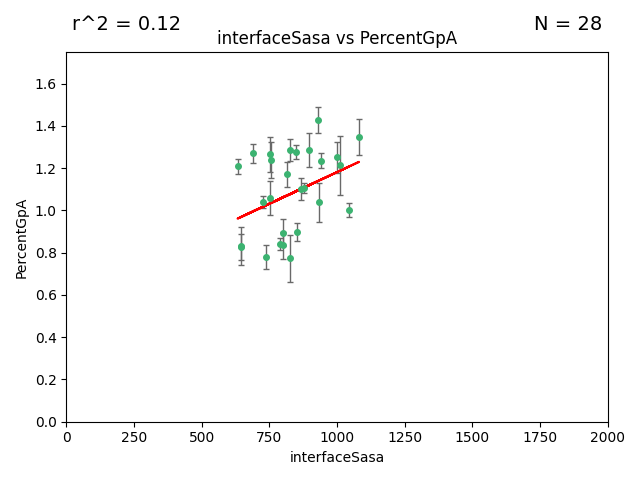 r^2 = 0.12
N = 28
interfaceSasa vs PercentGpA
1.6
1.4
1.2
1.0
0.8
0.6
0.4
0.2
0.0
PercentGpA
0 250 500 750 1000 1250 1500 1750 2000
interfaceSasa